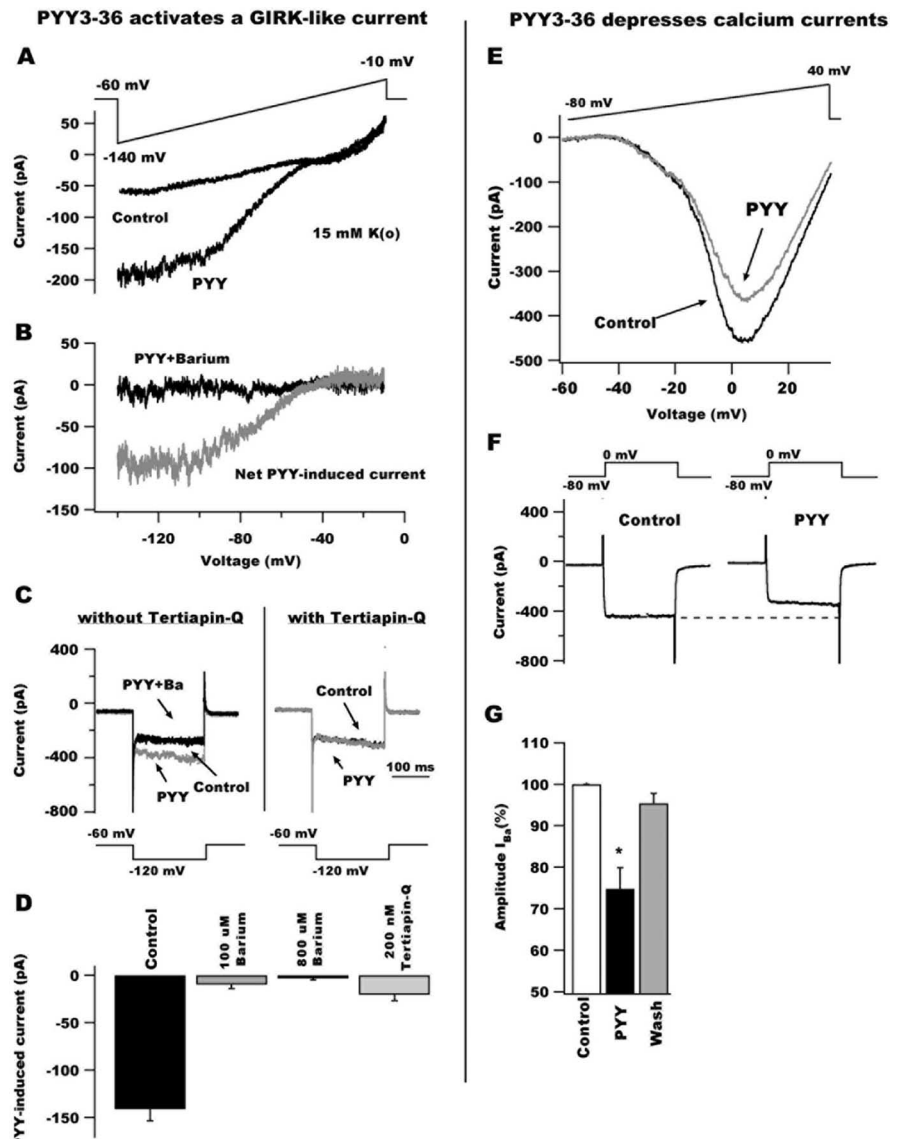 PYY3-36 activates a GIRK-like current
A
-60 mV
-10 mV
-140 mV
50
0
-50
-100
-150
-200
Current (pA)
Control
15 mM K(o)
PYY
B
50
0
-50
-100
-150
Current (pA)
PYY+Barium
Net PYY-induced current
-120
-80
-40
0
Voltage (mV)
C
without Tertiapin-Q
with Tertiapin-Q
400
0
-400
-800
Current (pA)
PYY+Ba
Control
PYY
Control
PYY
100 ms
-60 mV
-120 mV
-60 mV
-120 mV
D
Control
100 uM
Barium
800 uM
Barium
200 nM
Tertiapin-Q
0
-50
-100
-150
PYY-induced current (pA)
PYY3-36 depresses calcium currents
E
-80 mV
40 mV
0
-100
-200
-300
-400
-500
Current (pA)
PYY
Control
-60
-40
-20
0
20
Voltage (mV)
F
0 mV
-80 mV
0 mV
-80 mV
Control
PYY
400
0
-400
-800
Current (pA)
G
110
100
90
80
70
60
50
Amplitude IBa(%)
*
Control
PYY
Wash